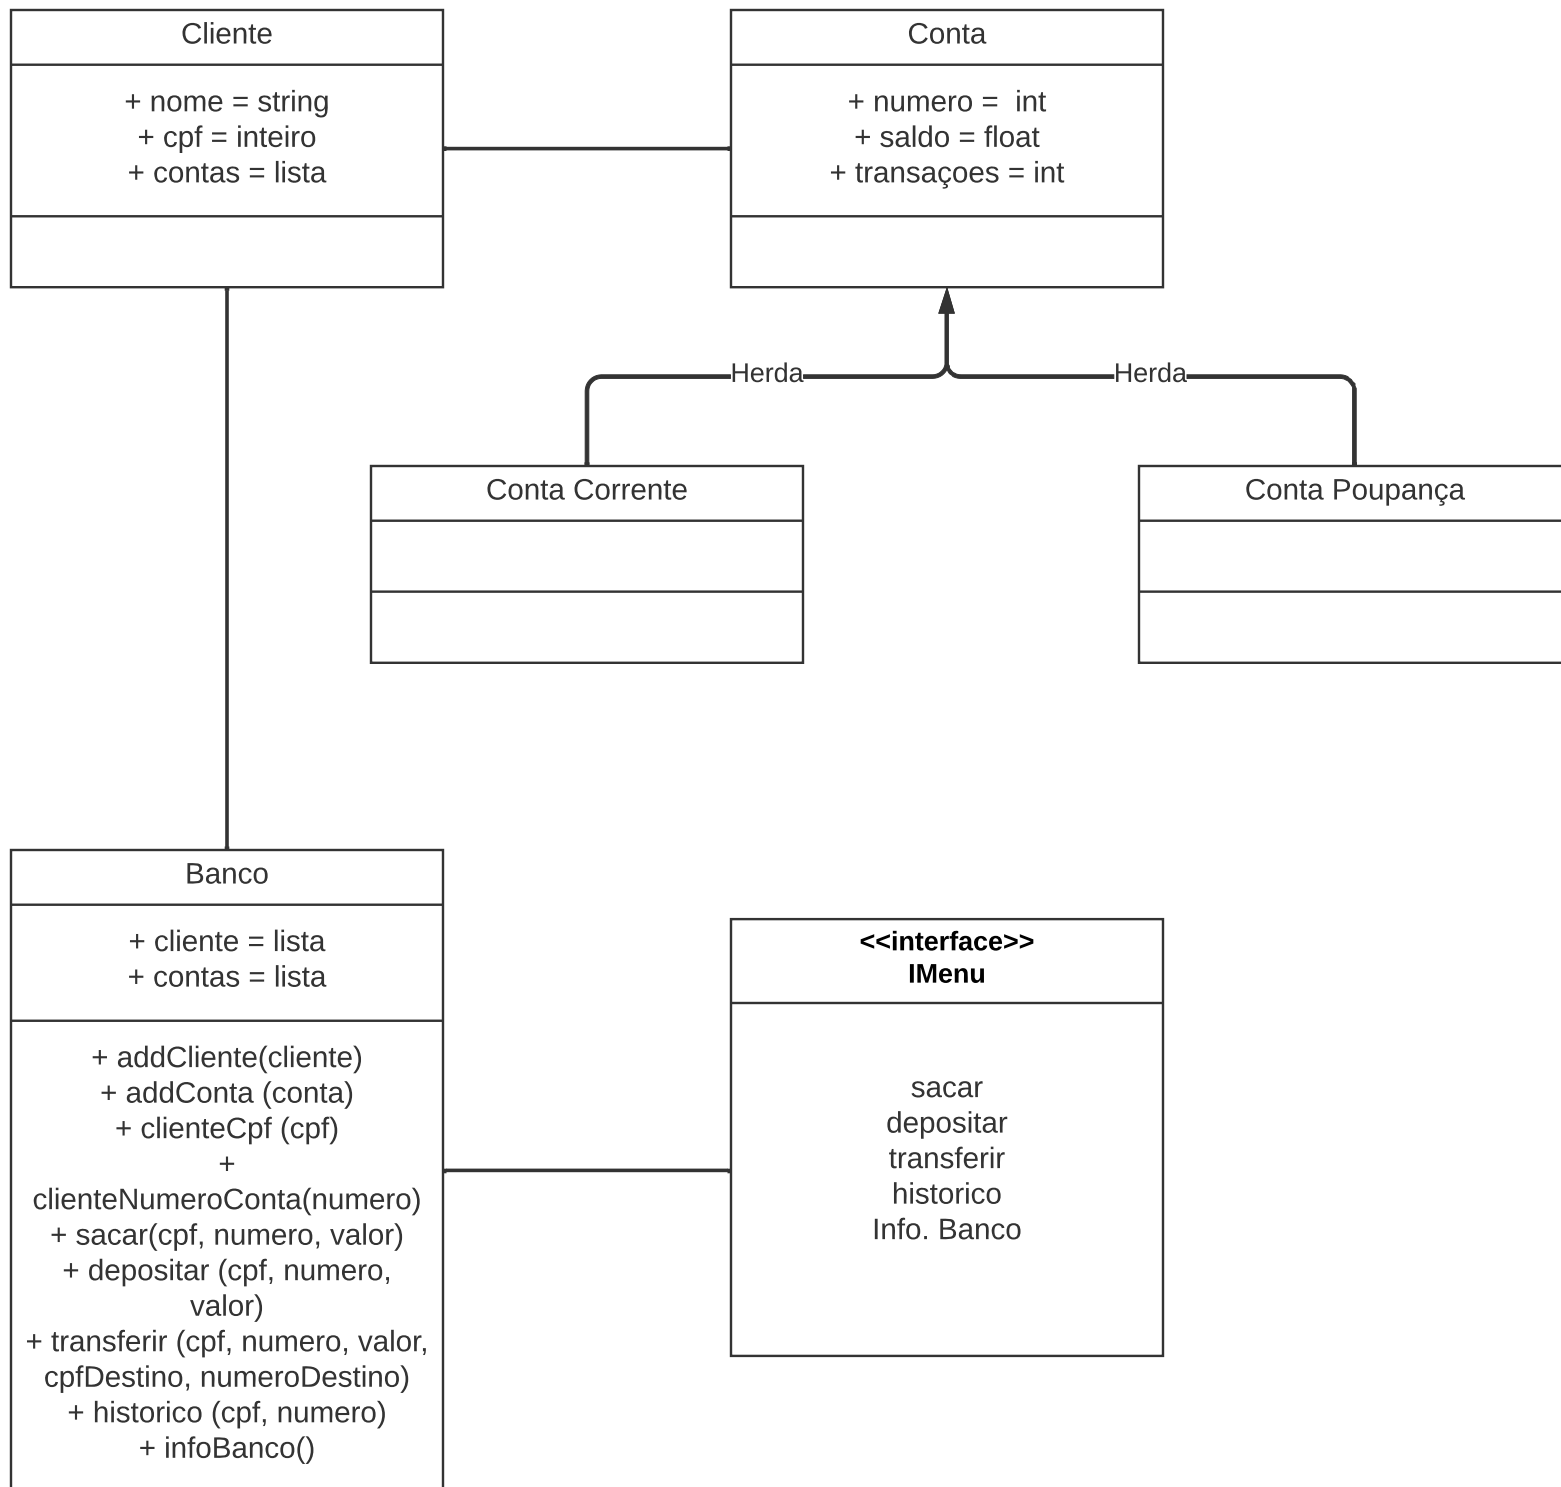 Cliente
+ nome = string
+ cpf = inteiro
+ contas = lista
Conta
+ numero =  int
+ saldo = float
+ transaçoes = int
Herda
Herda
Conta Corrente
Conta Poupança
Banco
+ cliente = lista
+ contas = lista
+ addCliente(cliente)
+ addConta (conta)
+ clienteCpf (cpf)
+
clienteNumeroConta(numero)
+ sacar(cpf, numero, valor)
+ depositar (cpf, numero,
valor)
+ transferir (cpf, numero, valor,
cpfDestino, numeroDestino)
+ historico (cpf, numero)
+ infoBanco()
<<interface>>
IMenu
sacar
depositar
transferir
historico
Info. Banco